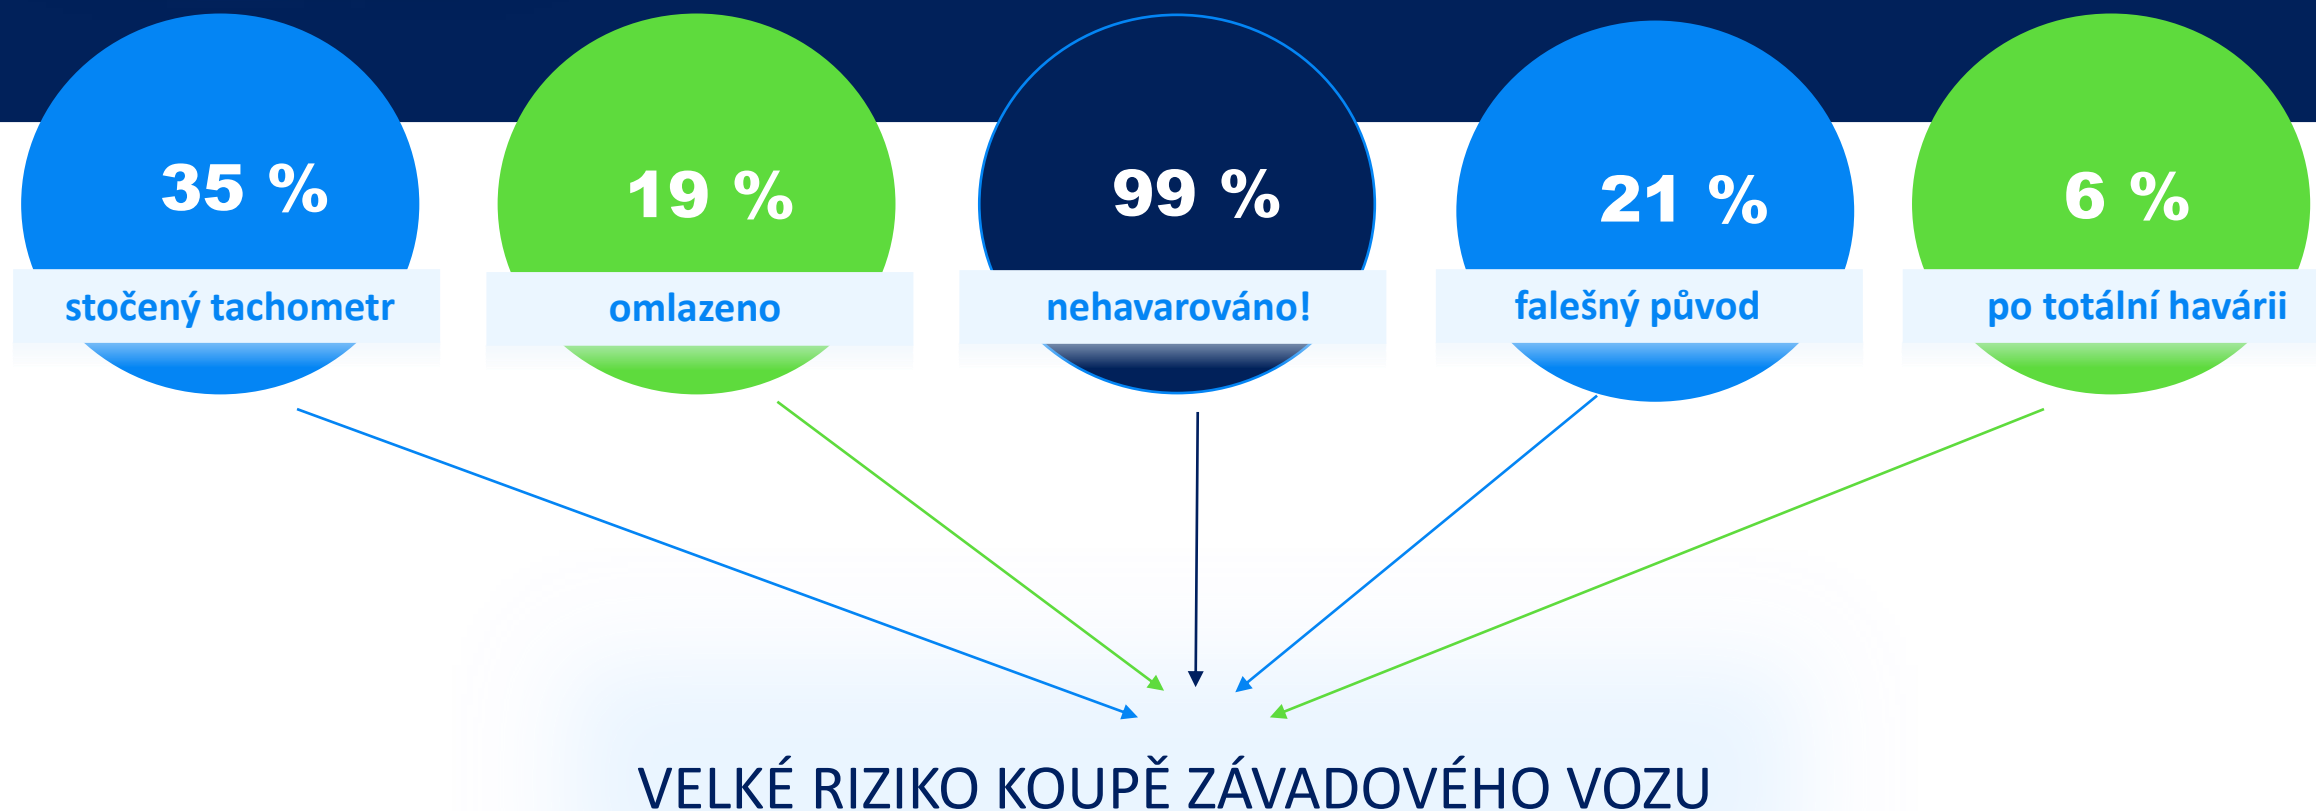 35 %
19 %
99 %
21 %
6 %
stočený tachometr
omlazeno
nehavarováno!
falešný původ
po totální havárii
VELKÉ RIZIKO KOUPĚ ZÁVADOVÉHO VOZU